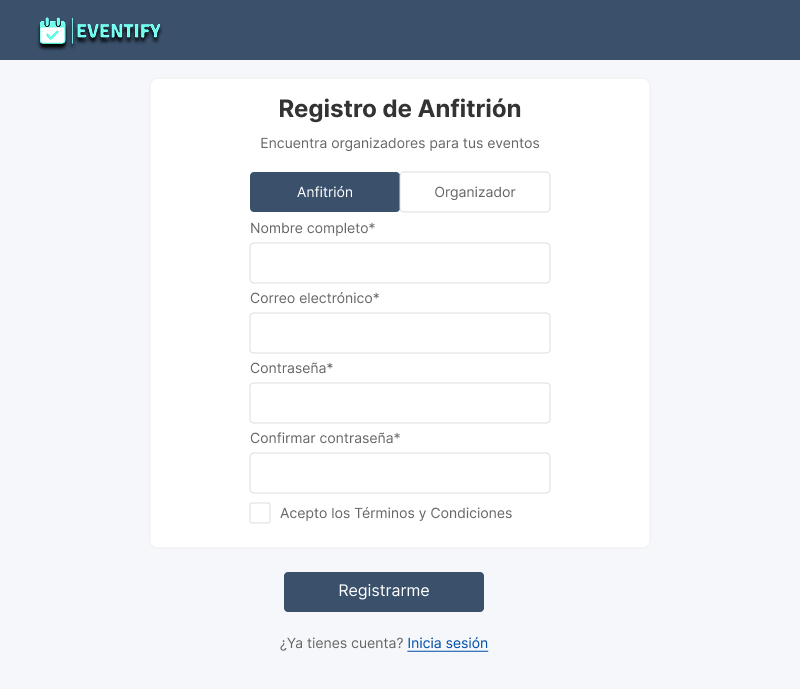 EVENTIFY
Registro de Anfitrión
Encuentra organizadores para tus eventos
Anfitrión
Organizador
Nombre completo*
Correo electrónico*
Contraseña*
Confirmar contraseña*
Acepto los Términos y Condiciones
Registrarme
¿Ya tienes cuenta? Inicia sesión